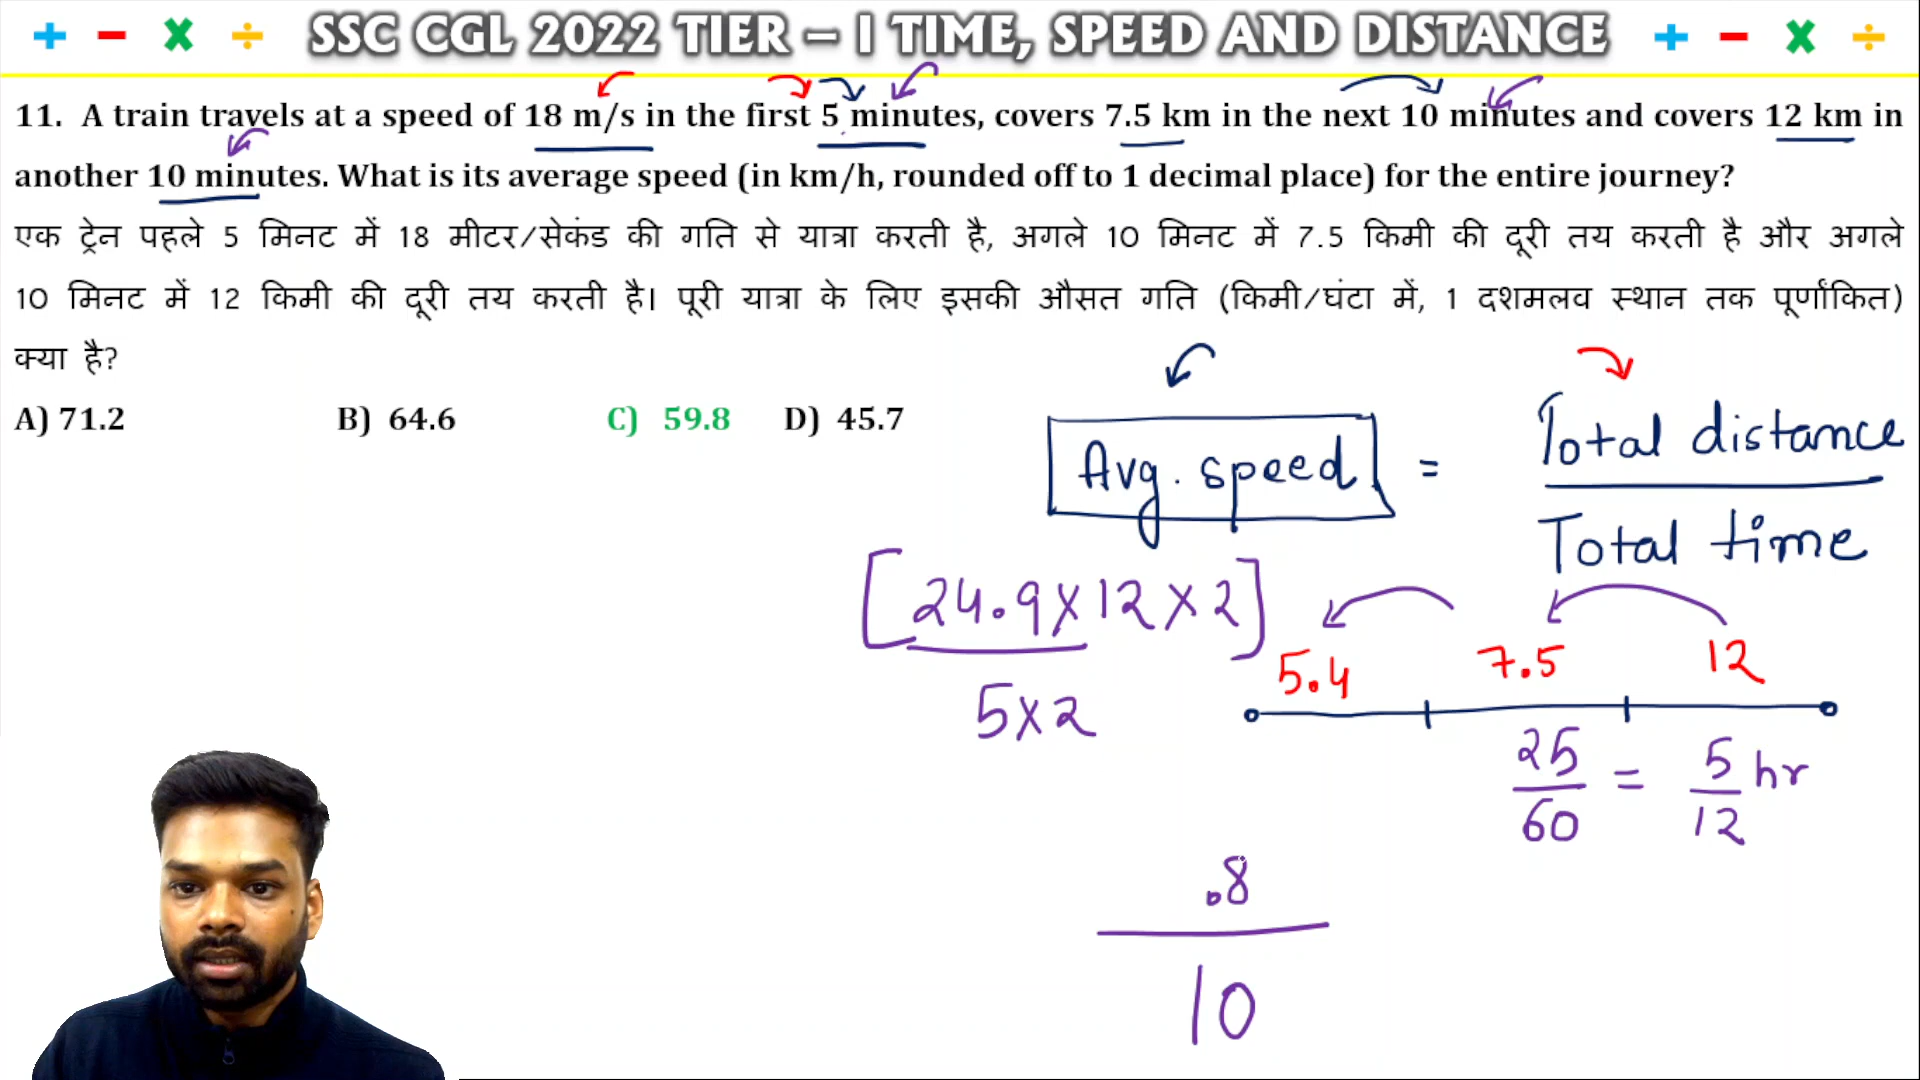 SSC CGL 2022 TIER – I TIME, SPEED AND DISTANCE
11. A train travels at a speed of 18 m/s in the first 5 minutes, covers 7.5 km in the next 10 minutes and covers 12 km in
another 10 minutes. What is its average speed (in km/h, rounded off to 1 decimal place) for the entire journey?
एक ट्रेन पहले 5 मिनट में 18 मीटर/सेकंड की गति से यात्रा करती है, अगले 10 मिनट में 7.5 किमी की दूरी तय करती है और अगले
10 मिनट में 12 किमी की दूरी तय करती है। पूरी यात्रा के लिए इसकी औसत गति (किमी/घंटा में, 1 दशमलव स्थान तक पूर्णांकित)
क्या है?
A) 71.2 B) 64.6 C) 59.8 D) 45.7
Avg. speed = Total distance
Total time
[24.9 × 12 × 2]
5 × 2
5.4 7.5 12
25/60 = 5/12 hr
.8
10